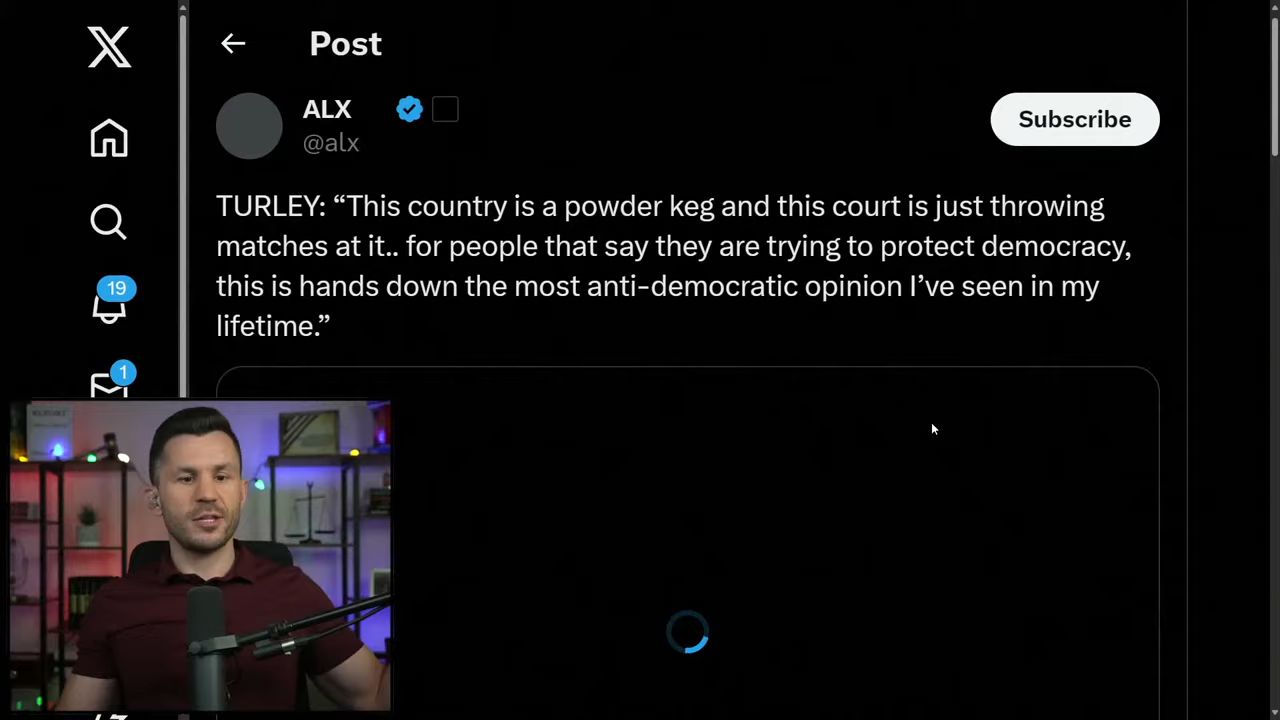 Post
ALX
@alx
Subscribe
TURLEY: “This country is a powder keg and this court is just throwing
matches at it.. for people that say they are trying to protect democracy,
this is hands down the most anti-democratic opinion I’ve seen in my
lifetime.”
19
1